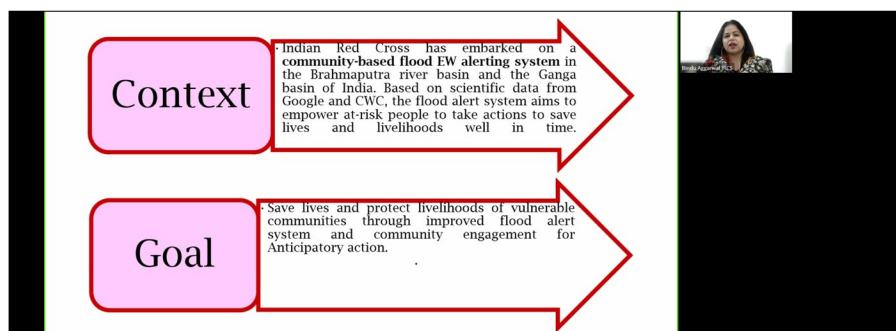 Context
· Indian Red Cross has embarked on a
community-based flood EW alerting system in
the Brahmaputra river basin and the Ganga
basin of India. Based on scientific data from
Google and CWC, the flood alert system aims to
empower at-risk people to take actions to save
lives and livelihoods well in time.
Goal
· Save lives and protect livelihoods of vulnerable
communities through improved flood alert
system and community engagement for
Anticipatory action.
.